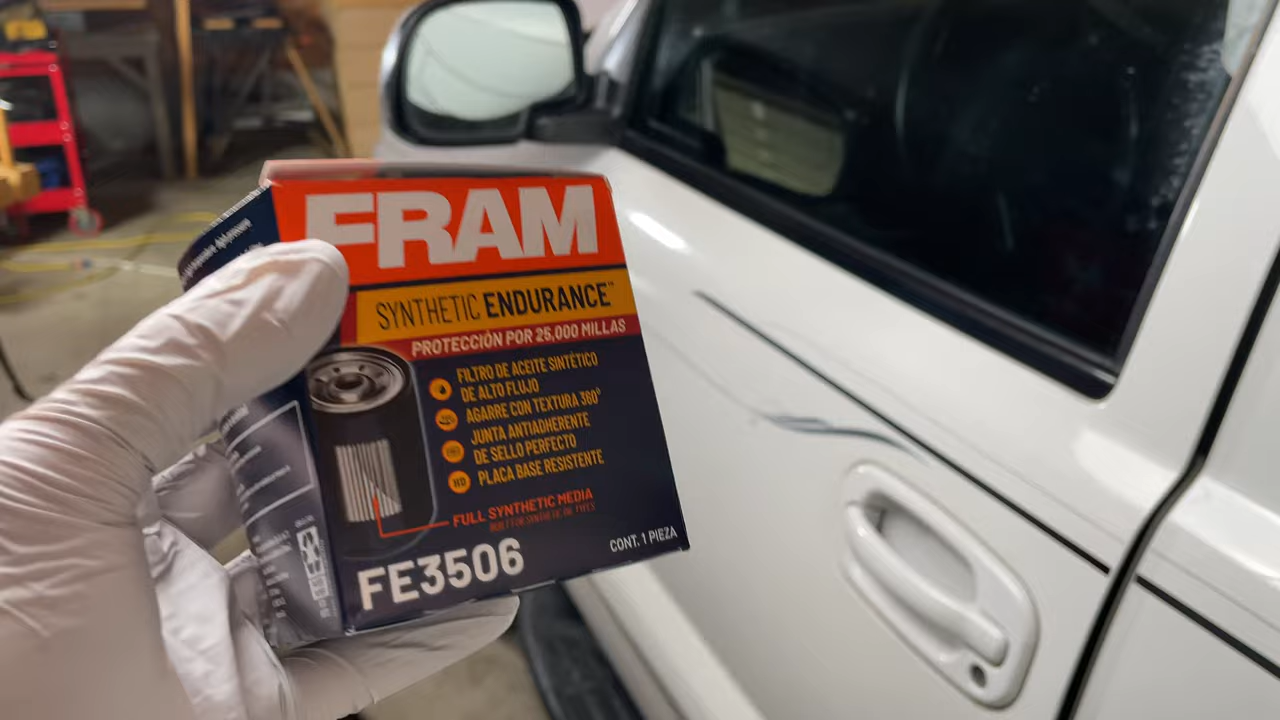 FRAM
SYNTHETIC ENDURANCE™
PROTECCIÓN POR 25,000 MILLAS
FILTRO DE ACEITE SINTÉTICO
DE ALTO FLUJO
AGARRE CON TEXTURA 360°
JUNTA ANTIADHERENTE
DE SELLO PERFECTO
HD
PLACA BASE RESISTENTE
FULL SYNTHETIC MEDIA
FE3506
CONT. 1 PIEZA